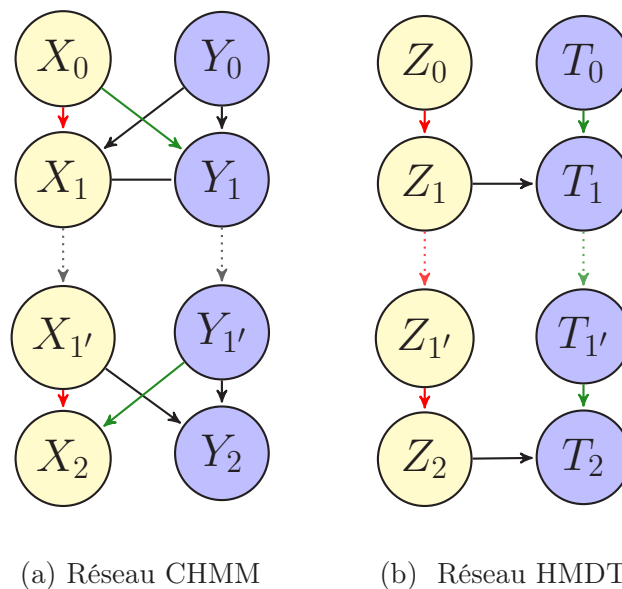 X₀ Y₀ Z₀ T₀
X₁ Y₁ Z₁ T₁
X₁′ Y₁′ Z₁′ T₁′
X₂ Y₂ Z₂ T₂
(a) Réseau CHMM (b) Réseau HMDT